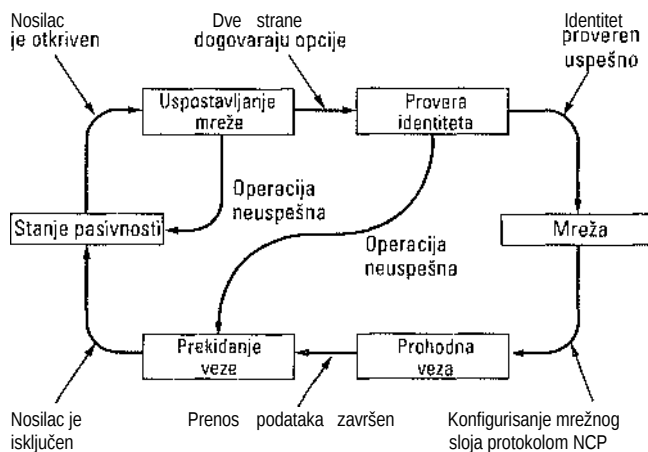 Nosilac
je otkriven
Dve strane
dogovaraju opcije
Identitet
proveren
uspešno
Uspostavljanje
mreže
Provera
identiteta
Operacija
neuspešna
Stanje pasivnosti
Operacija
neuspešna
Mreža
Prekiđanje
veze
Prohodna
veza
Nosilac je
isključen
Prenos podataka završen
Konfigurisanje mrežnog
sloja protokolom NCP